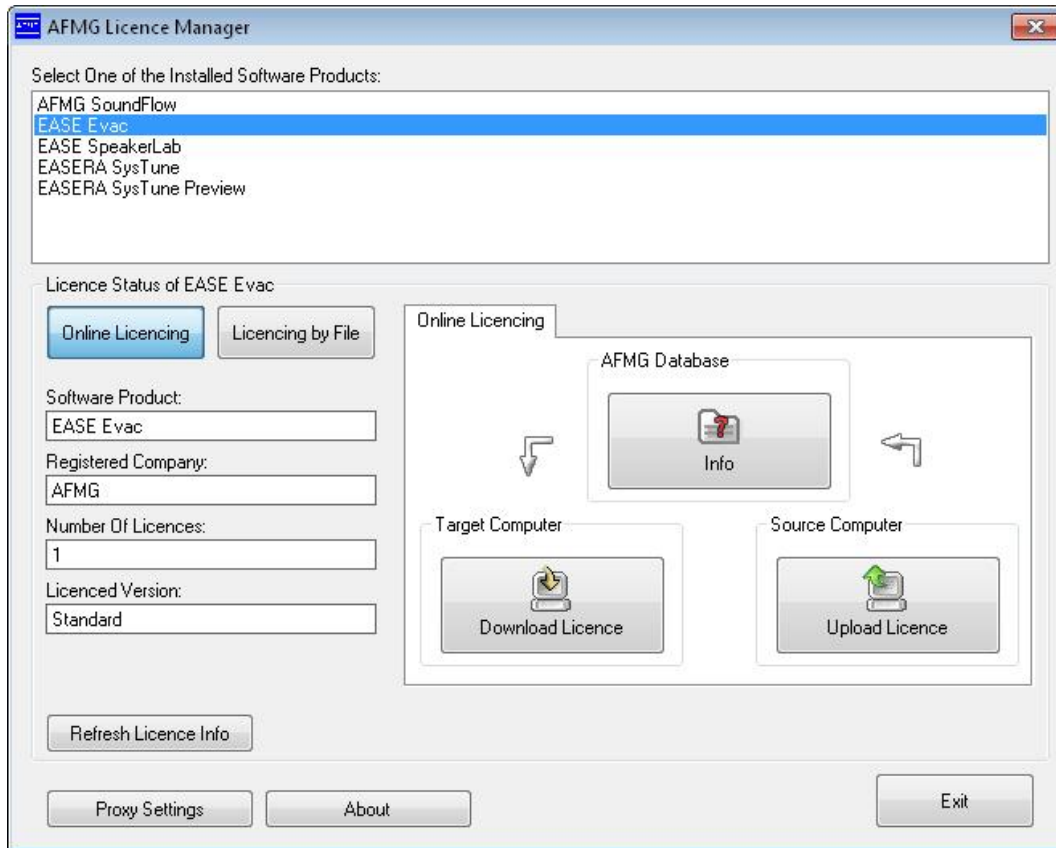 AFMG Licence Manager
Select One of the Installed Software Products:
AFMG SoundFlow
EASE Evac
EASE SpeakerLab
EASERA SysTune
EASERA SysTune Preview
Licence Status of EASE Evac
Online Licencing
Licencing by File
Software Product:
EASE Evac
Registered Company:
AFMG
Number Of Licences:
1
Licenced Version:
Standard
Online Licencing
AFMG Database
Info
Target Computer
Download Licence
Source Computer
Upload Licence
Refresh Licence Info
Proxy Settings
About
Exit